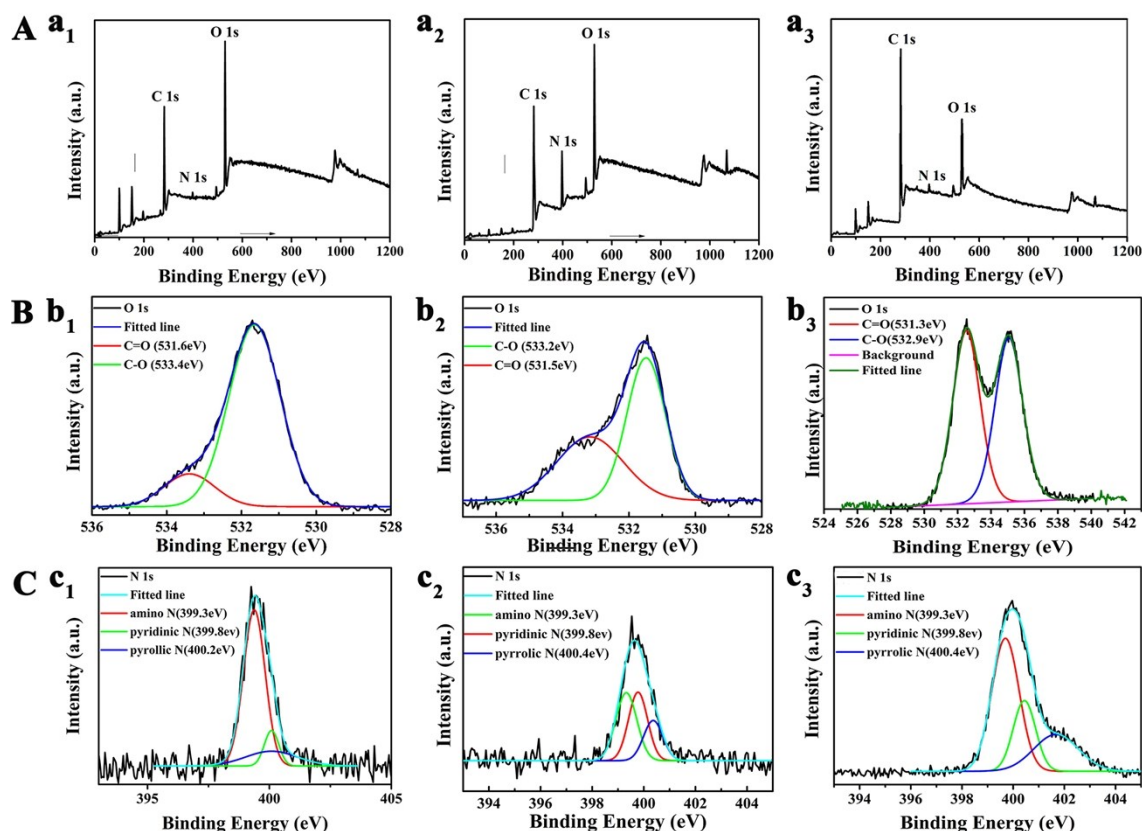 A
a1
O 1s
C 1s
N 1s
Intensity (a.u.)
0 200 400 600 800 1000 1200
Binding Energy (eV)
a2
O 1s
C 1s
N 1s
Intensity (a.u.)
0 200 400 600 800 1000 1200
Binding Energy (eV)
a3
C 1s
O 1s
N 1s
Intensity (a.u.)
0 200 400 600 800 1000 1200
Binding Energy (eV)
B
b1
O 1s
Fitted line
C=O (531.6eV)
C-O (533.4eV)
Intensity (a.u.)
536 534 532 530 528
Binding Energy (eV)
b2
O 1s
Fitted line
C-O (533.2eV)
C=O (531.5eV)
Intensity (a.u.)
536 534 532 530 528
Binding Energy (eV)
b3
O 1s
C=O(531.3eV)
C-O(532.9eV)
Background
Fitted line
Intensity (a.u.)
524 526 528 530 532 534 536 538 540 542
Binding Energy (eV)
C
c1
N 1s
Fitted line
amino N(399.3eV)
pyridinic N(399.8ev)
pyrollic N(400.2eV)
Intensity (a.u.)
395 400 405
Binding Energy (eV)
c2
N 1s
Fitted line
amino N(399.3eV)
pyridinic N(399.8eV)
pyrrolic N(400.4eV)
Intensity (a.u.)
394 396 398 400 402 404
Binding Energy (eV)
c3
N 1s
Fitted line
amino N(399.3eV)
pyridinic N(399.8eV)
pyrrolic N(400.4eV)
Intensity (a.u.)
394 396 398 400 402 404
Binding Energy (eV)